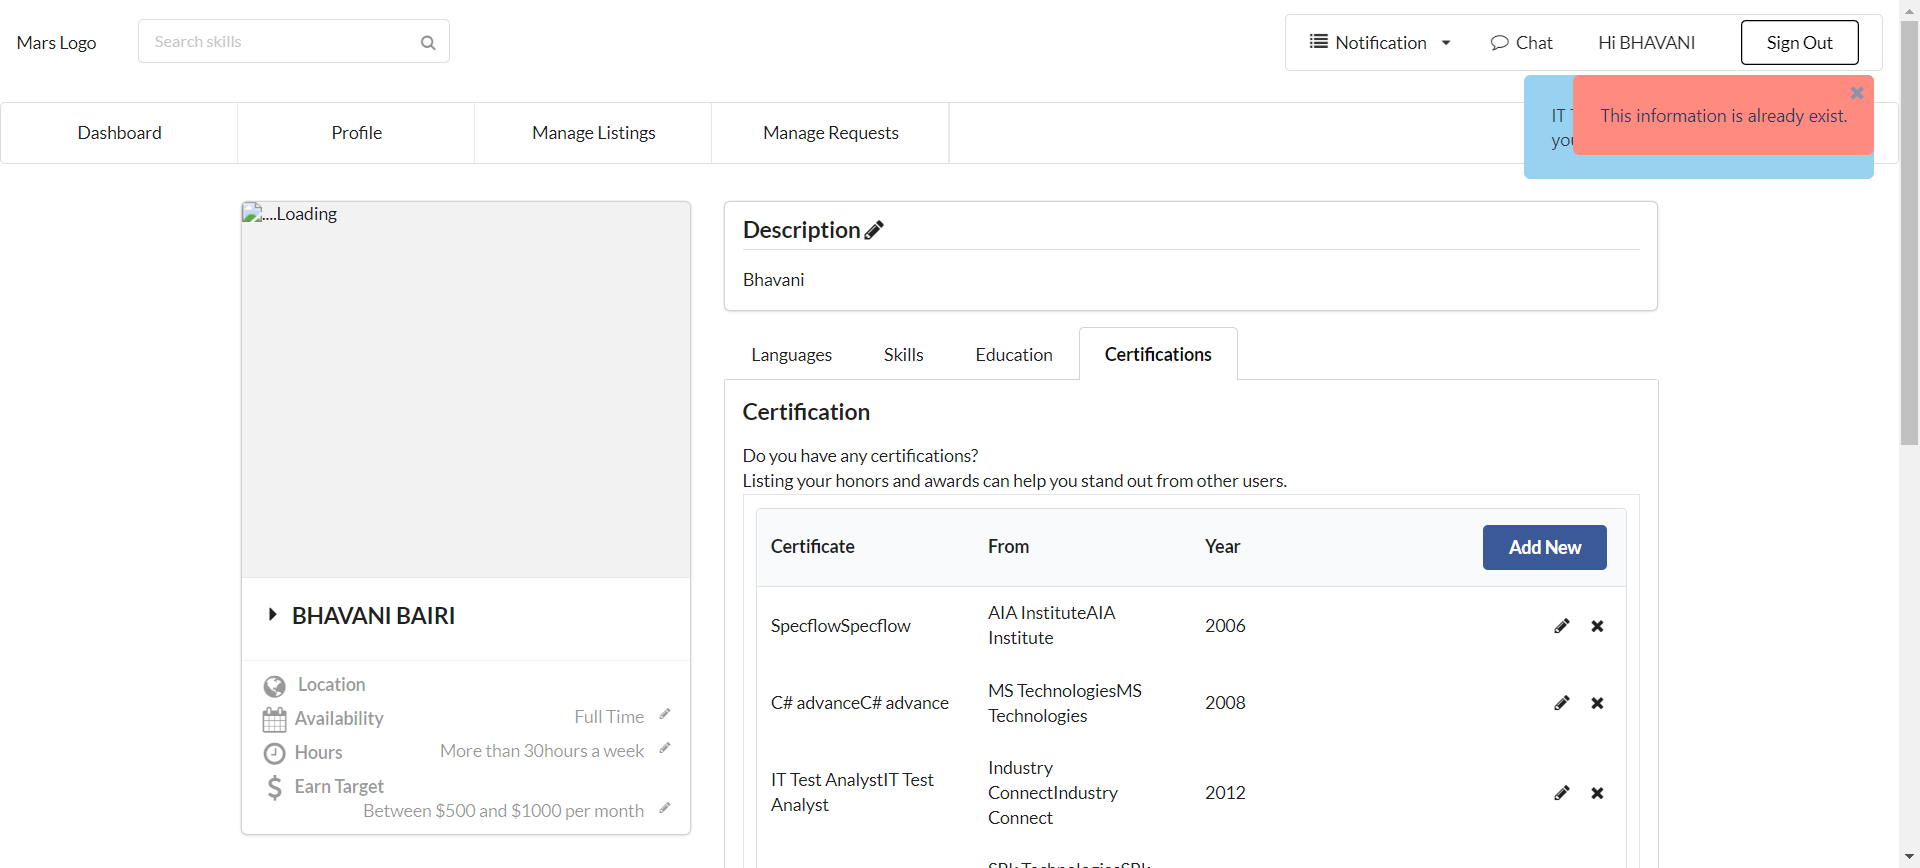 Mars Logo
Search skills
Notification
Chat
Hi BHAVANI
Sign Out
Dashboard
Profile
Manage Listings
Manage Requests
IT
This information is already exist.
....Loading
BHAVANI BAIRI
Location
Availability
Full Time
Hours
More than 30hours a week
Earn Target
Between $500 and $1000 per month
Description
Bhavani
Languages
Skills
Education
Certifications
Certification
Do you have any certifications?
Listing your honors and awards can help you stand out from other users.
Certificate
From
Year
Add New
SpecflowSpecflow
AIA InstituteAIA
Institute
2006
C# advanceC# advance
MS TechnologiesMS
Technologies
2008
IT Test AnalystIT Test
Analyst
Industry
ConnectIndustry
Connect
2012